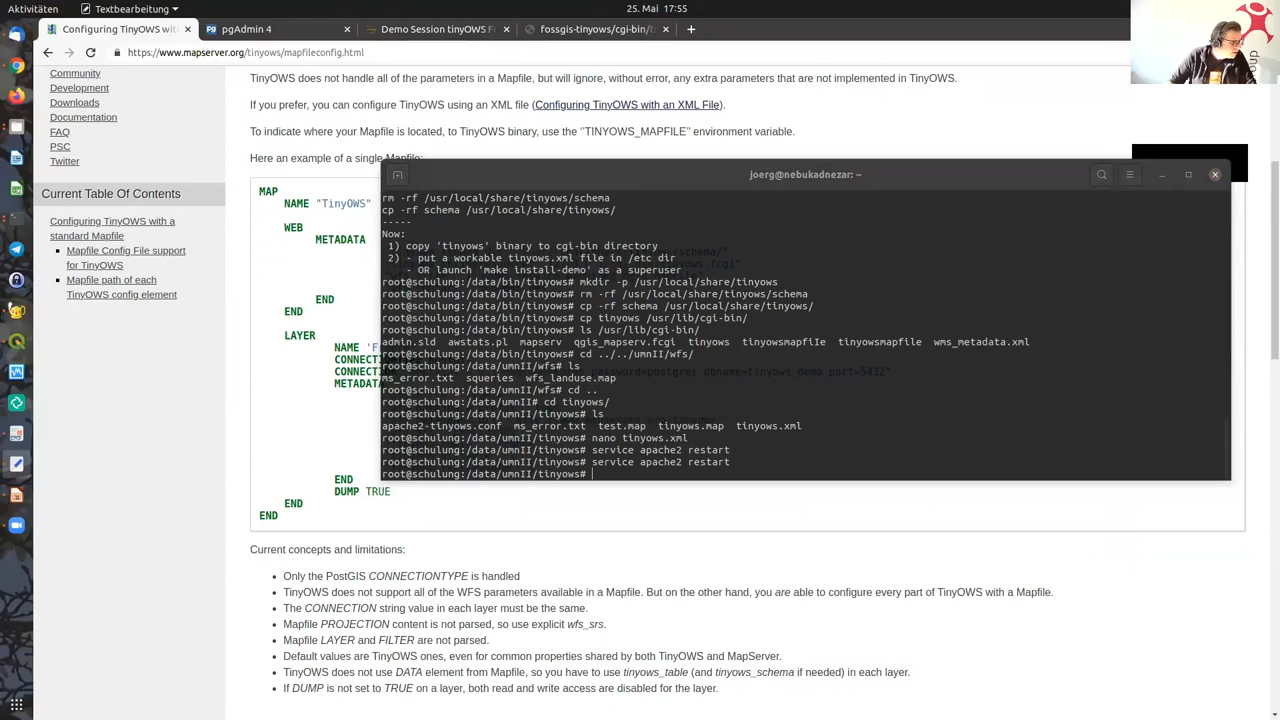 Aktivitäten
Textbearbeitung
25. Mai 17:55
Configuring TinyOWS with
pgAdmin 4
Demo Session tinyOWS F
fossgis-tinyows/cgi-bin/t
https://www.mapserver.org/tinyows/mapfileconfig.html
Community
Development
Downloads
Documentation
FAQ
PSC
Twitter
Current Table Of Contents
Configuring TinyOWS with a
standard Mapfile
Mapfile Config File support
for TinyOWS
Mapfile path of each
TinyOWS config element
TinyOWS does not handle all of the parameters in a Mapfile, but will ignore, without error, any extra parameters that are not implemented in TinyOWS.
If you prefer, you can configure TinyOWS using an XML file (Configuring TinyOWS with an XML File).
To indicate where your Mapfile is located, to TinyOWS binary, use the ‘’TINYOWS_MAPFILE’’ environment variable.
Here an example of a single Mapfile:
MAP
NAME "TinyOWS"
WEB
METADATA
END
END
LAYER
NAME
CONNECTION
CONNECTION
METADATA
password=postgres dbname=tinyows_demo port=5432"
END
DUMP TRUE
END
END
joerg@nebukadnezar: ~
rm -rf /usr/local/share/tinyows/schema
cp -rf schema /usr/local/share/tinyows/
-----
Now:
1) copy 'tinyows' binary to cgi-bin directory
2) - put a workable tinyows.xml file in /etc dir
- OR launch 'make install-demo' as a superuser
root@schulung:/data/bin/tinyows# mkdir -p /usr/local/share/tinyows
root@schulung:/data/bin/tinyows# rm -rf /usr/local/share/tinyows/schema
root@schulung:/data/bin/tinyows# cp -rf schema /usr/local/share/tinyows/
root@schulung:/data/bin/tinyows# cp tinyows /usr/lib/cgi-bin/
root@schulung:/data/bin/tinyows# ls /usr/lib/cgi-bin/
admin.sld awstats.pl mapserv qgis_mapserv.fcgi tinyows tinyowsmapfIle tinyowsmapfile wms_metadata.xml
root@schulung:/data/bin/tinyows# cd ../../umnII/wfs/
root@schulung:/data/umnII/wfs# ls
ms_error.txt squeries wfs_landuse.map
root@schulung:/data/umnII/wfs# cd ..
root@schulung:/data/umnII# cd tinyows/
root@schulung:/data/umnII/tinyows# ls
apache2-tinyows.conf ms_error.txt test.map tinyows.map tinyows.xml
root@schulung:/data/umnII/tinyows# nano tinyows.xml
root@schulung:/data/umnII/tinyows# service apache2 restart
root@schulung:/data/umnII/tinyows# service apache2 restart
root@schulung:/data/umnII/tinyows#
Current concepts and limitations:
Only the PostGIS CONNECTIONTYPE is handled
TinyOWS does not support all of the WFS parameters available in a Mapfile. But on the other hand, you are able to configure every part of TinyOWS with a Mapfile.
The CONNECTION string value in each layer must be the same.
Mapfile PROJECTION content is not parsed, so use explicit wfs_srs.
Mapfile LAYER and FILTER are not parsed.
Default values are TinyOWS ones, even for common properties shared by both TinyOWS and MapServer.
TinyOWS does not use DATA element from Mapfile, so you have to use tinyows_table (and tinyows_schema if needed) in each layer.
If DUMP is not set to TRUE on a layer, both read and write access are disabled for the layer.